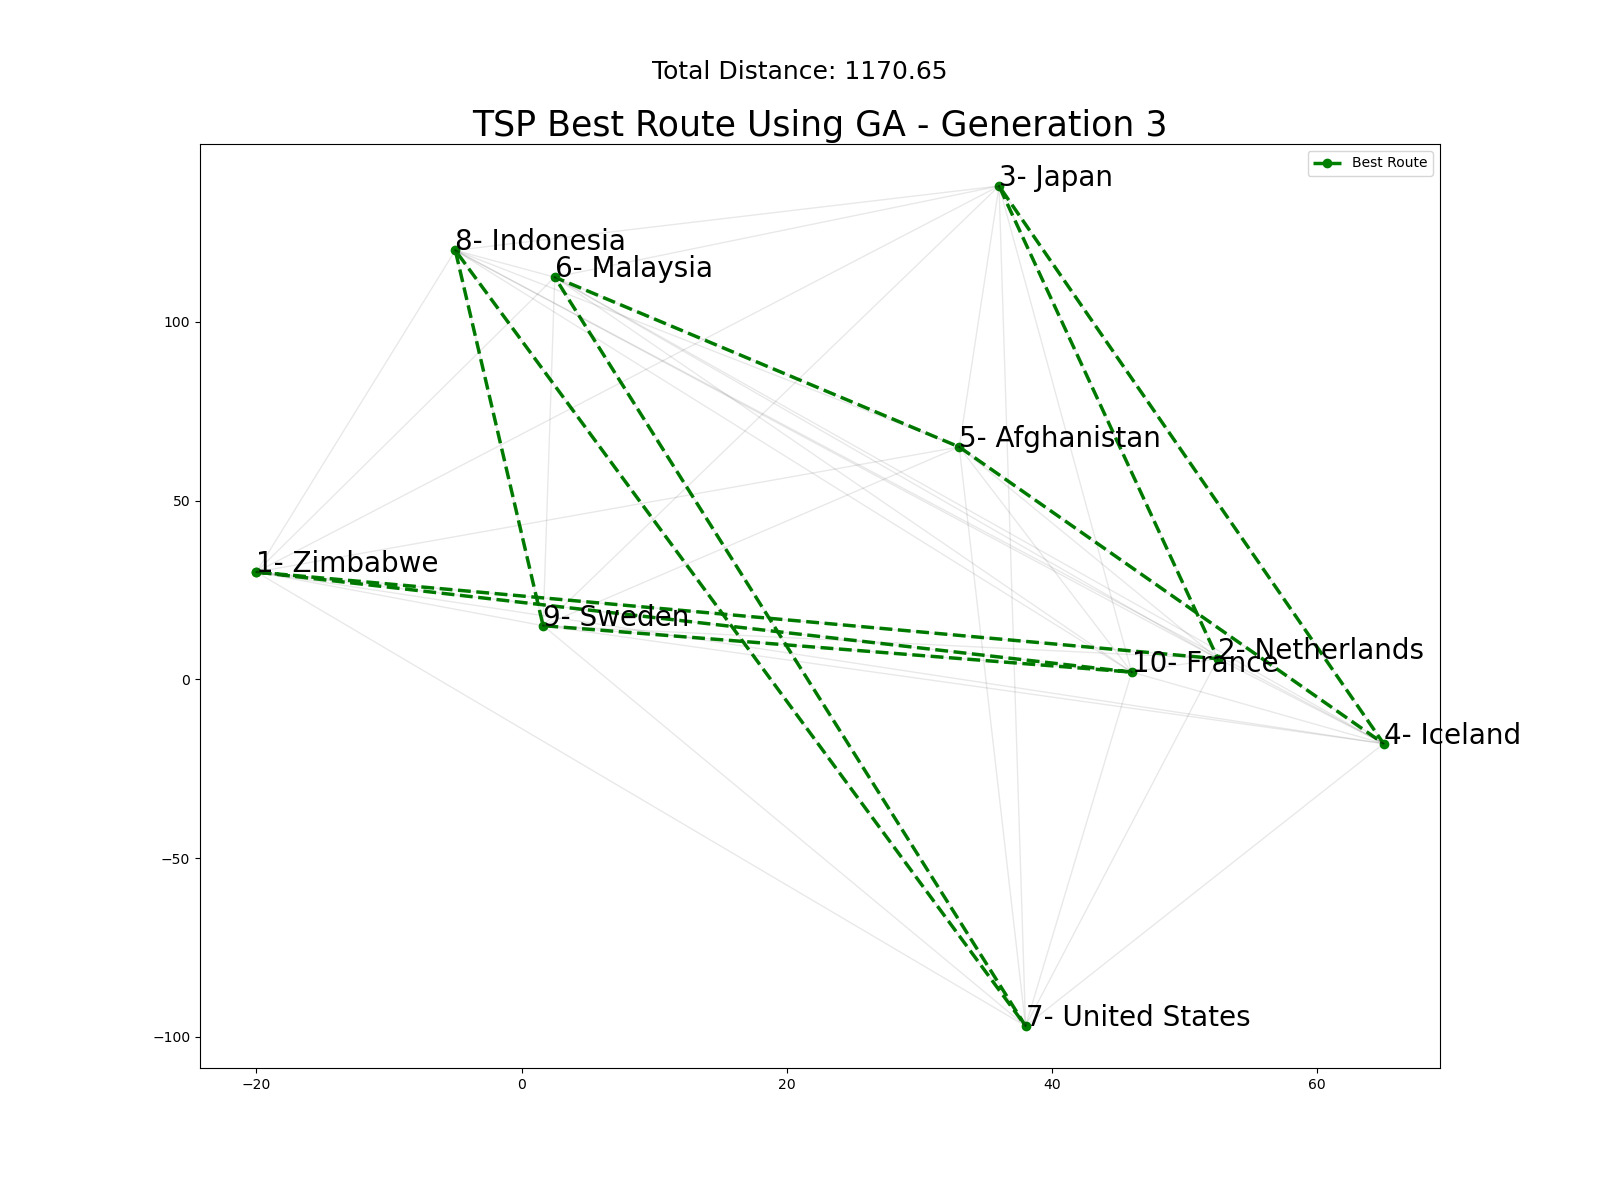 Total Distance: 1170.65
TSP Best Route Using GA - Generation 3
Best Route
3- Japan
8- Indonesia
6- Malaysia
5- Afghanistan
1- Zimbabwe
9- Sweden
2- Netherlands
10- France
4- Iceland
7- United States
100
50
0
−50
−100
−20
0
20
40
60